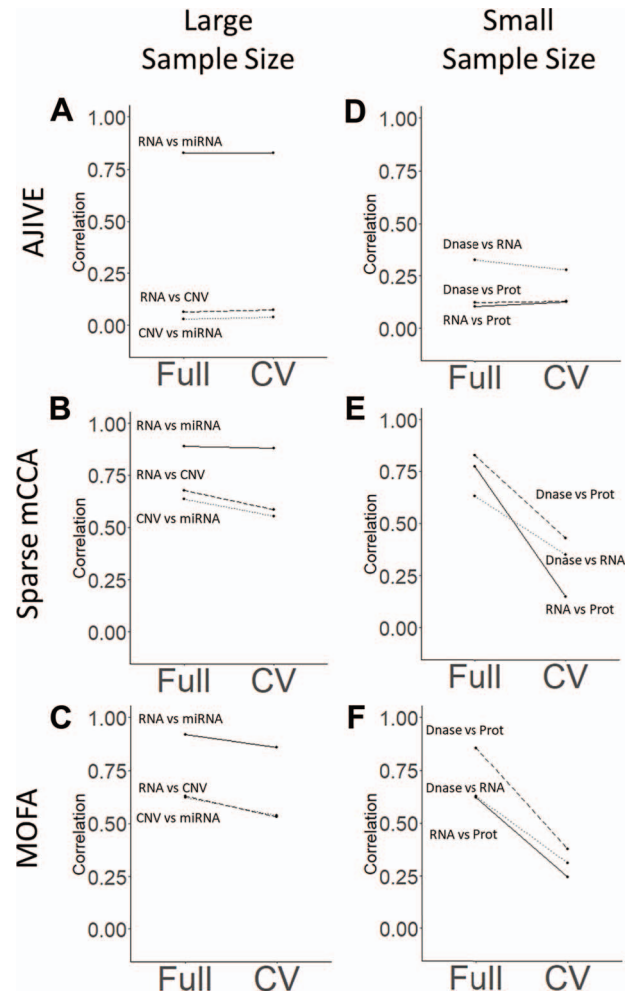 Large
Sample Size
Small
Sample Size
AJIVE
A
Correlation
1.00
0.75
0.50
0.25
0.00
RNA vs miRNA
RNA vs CNV
CNV vs miRNA
Full CV
D
Correlation
1.00
0.75
0.50
0.25
0.00
Dnase vs RNA
Dnase vs Prot
RNA vs Prot
Full CV
Sparse mCCA
B
Correlation
1.00
0.75
0.50
0.25
0.00
RNA vs miRNA
RNA vs CNV
CNV vs miRNA
Full CV
E
Correlation
1.00
0.75
0.50
0.25
0.00
Dnase vs Prot
Dnase vs RNA
RNA vs Prot
Full CV
MOFA
C
Correlation
1.00
0.75
0.50
0.25
0.00
RNA vs miRNA
RNA vs CNV
CNV vs miRNA
Full CV
F
Correlation
1.00
0.75
0.50
0.25
0.00
Dnase vs Prot
Dnase vs RNA
RNA vs Prot
Full CV